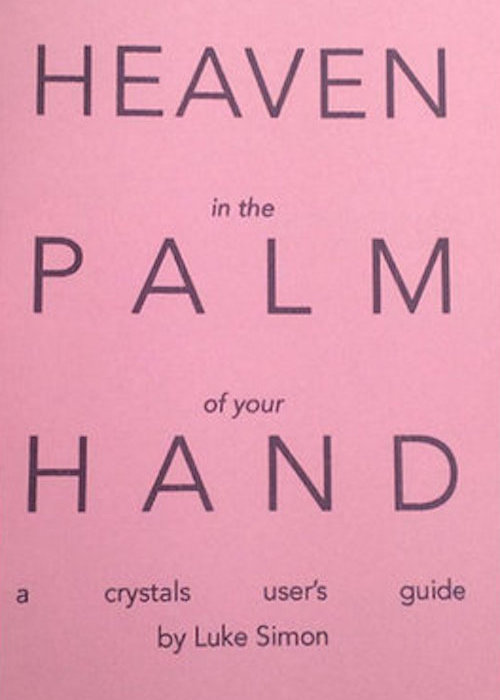 HEAVEN
in the
PALM
of your
HAND
a crystals user's guide
by Luke Simon